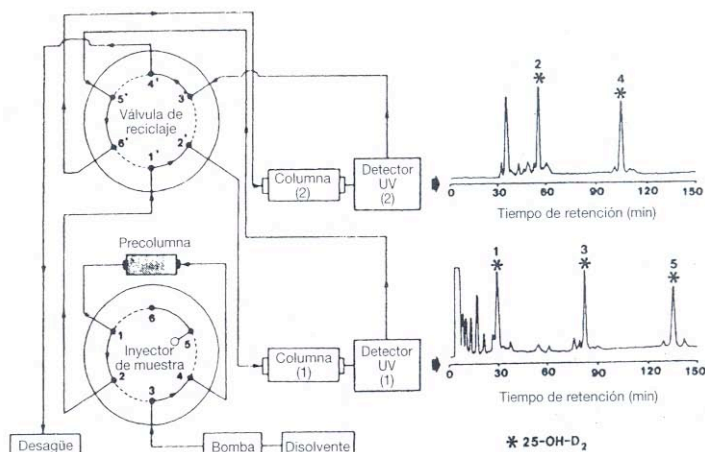 4'
5'
3'
Válvula de
reciclaje
6'
2'
1'
Precolumna
6
1
5
Inyector
de muestra
2
4
3
Desagüe
Bomba
Disolvente
Columna
(2)
Detector
UV
(2)
Columna
(1)
Detector
UV
(1)
2
*
4
*
0 30 60 90 120 150
Tiempo de retención (min)
1
*
3
*
5
*
0 30 60 90 120 150
Tiempo de retención (min)
* 25-OH-D₂